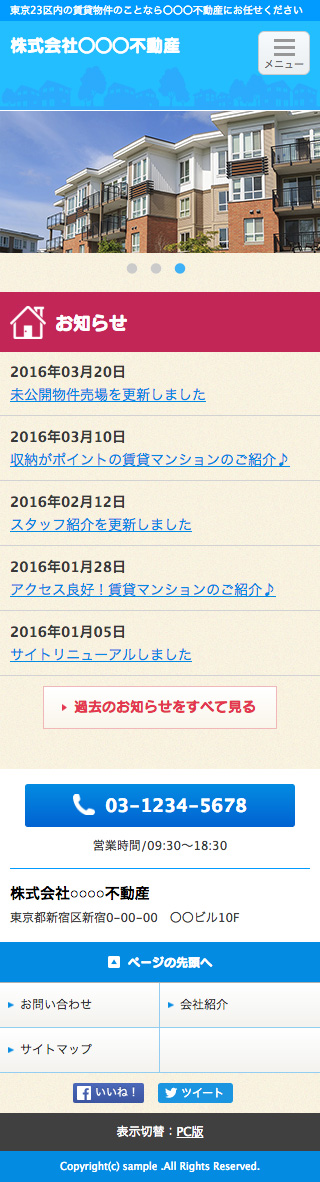 東京23区内の賃貸物件のことなら〇〇〇不動産にお任せください
株式会社〇〇〇不動産
メニュー
お知らせ
2016年03月20日
未公開物件売場を更新しました
2016年03月10日
収納がポイントの賃貸マンションのご紹介♪
2016年02月12日
スタッフ紹介を更新しました
2016年01月28日
アクセス良好！賃貸マンションのご紹介♪
2016年01月05日
サイトリニューアルしました
過去のお知らせをすべて見る
03-1234-5678
営業時間/09:30〜18:30
株式会社○○○○不動産
東京都新宿区新宿0-00-00　〇〇ビル10F
ページの先頭へ
お問い合わせ
会社紹介
サイトマップ
いいね！
ツイート
表示切替：PC版
Copyright(c) sample .All Rights Reserved.